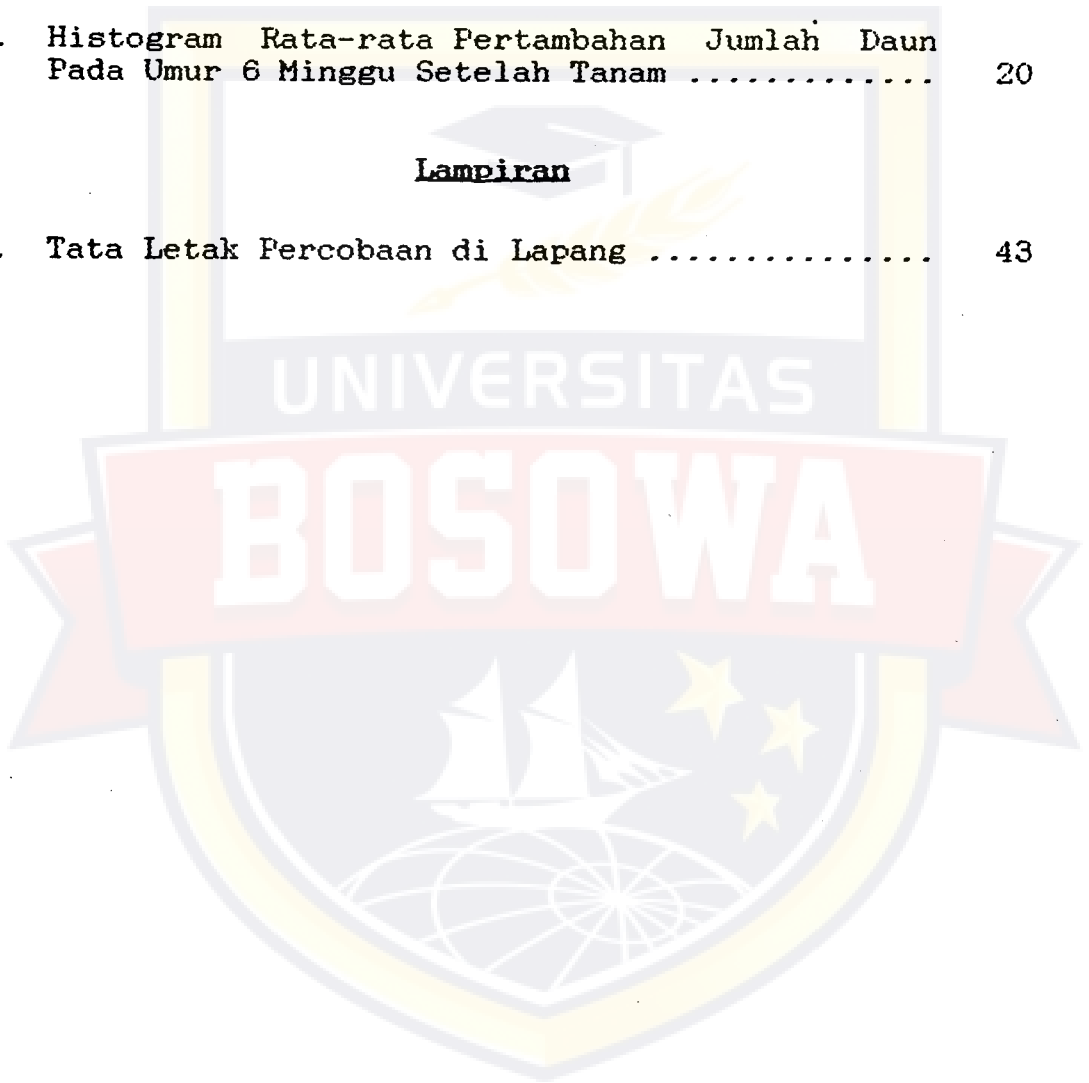 . Histogram Rata-rata Pertambahan Jumlah Daun
Pada Umur 6 Minggu Setelah Tanam ............. 20
Lampiran
. Tata Letak Percobaan di Lapang ............... 43
UNIVERSITAS
BOSOWA